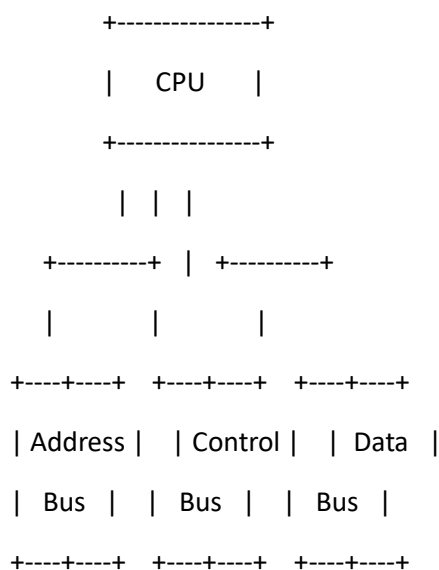 +----------------+
| CPU |
+----------------+
| | |
+----------+ | +----------+
| | |
+----+----+ +----+----+ +----+----+
| Address | | Control | | Data |
| Bus | | Bus | | Bus |
+----+----+ +----+----+ +----+----+